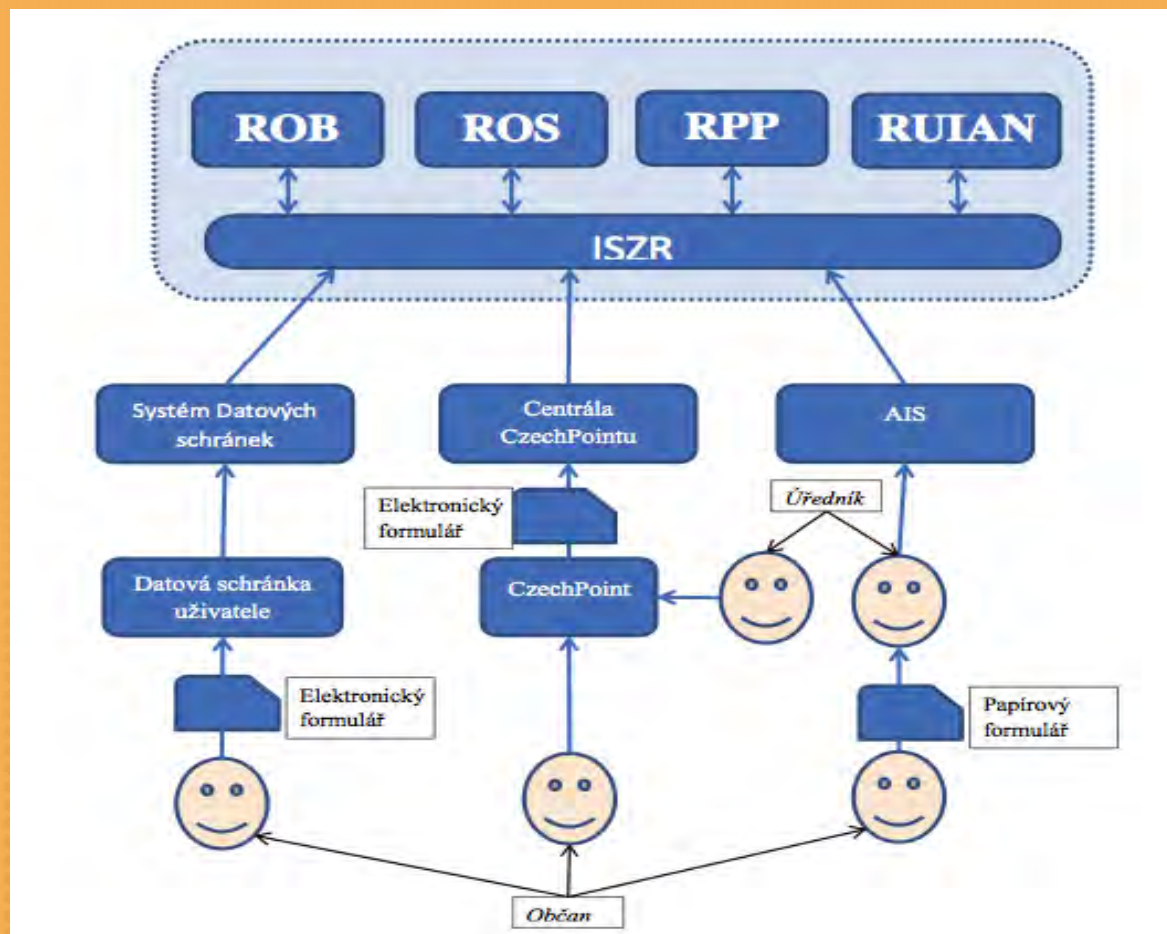 ROB
ROS
RPP
RUIAN
ISZR
Systém Datových
schránek
Centrála
CzechPointu
AIS
Elektronický
formulář
Úředník
Datová schránka
uživatele
CzechPoint
Elektronický
formulář
Papírový
formulář
Občan